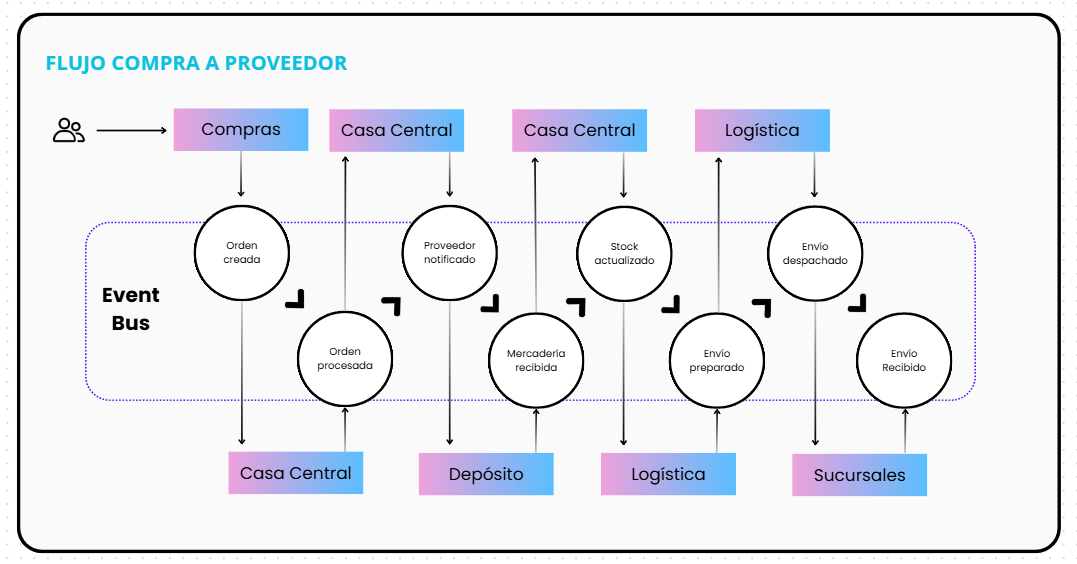 FLUJO COMPRA A PROVEEDOR
Compras
Casa Central
Casa Central
Logística
Orden
creada
Proveedor
notificado
Stock
actualizado
Envío
despachado
Event
Bus
Orden
procesada
Mercadería
recibida
Envío
preparado
Envío
Recibido
Casa Central
Depósito
Logística
Sucursales